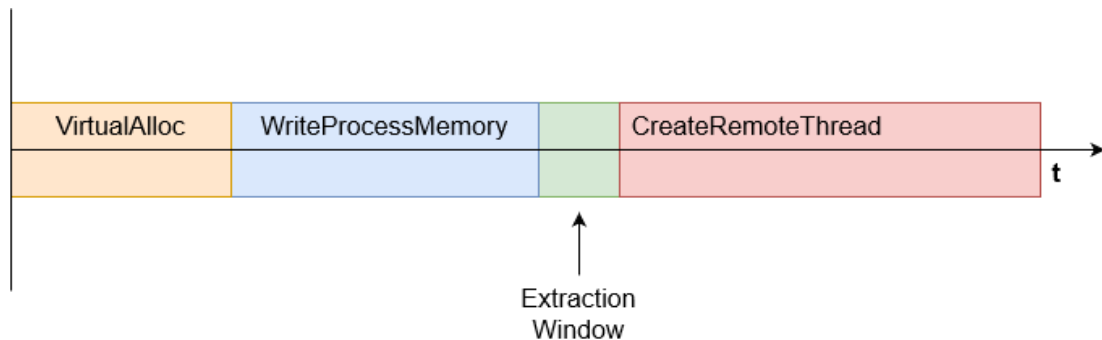 VirtualAlloc
WriteProcessMemory
CreateRemoteThread
t
Extraction
Window